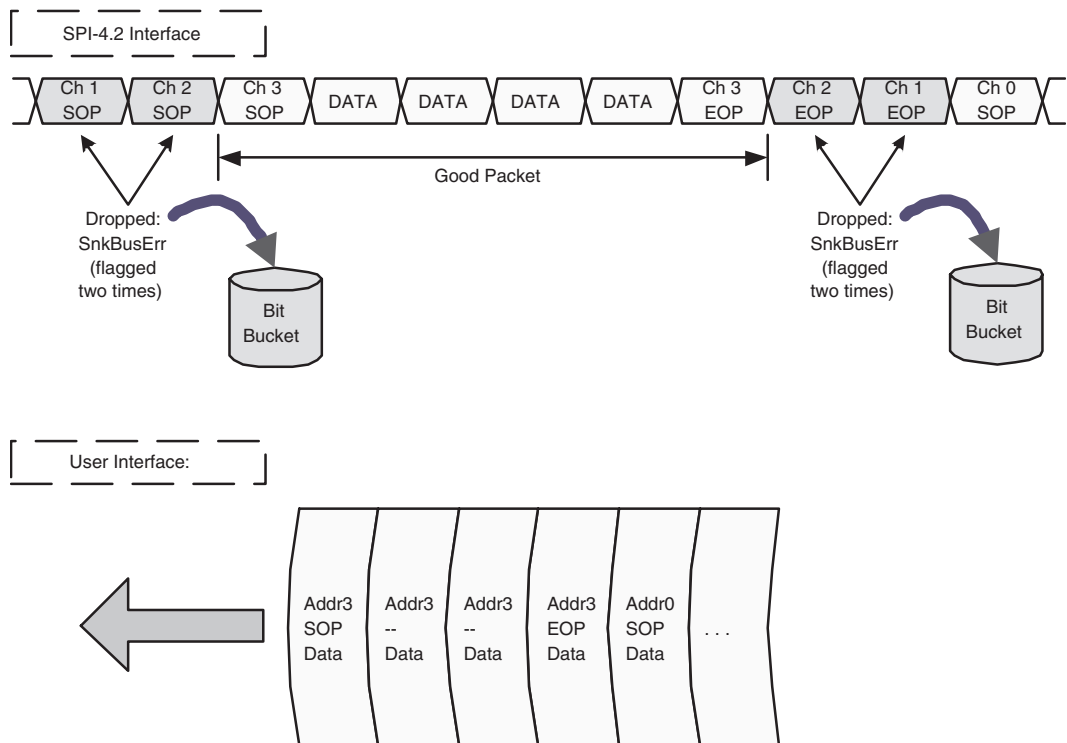 SPI-4.2 Interface
Ch 1
SOP
Ch 2
SOP
Ch 3
SOP
DATA
DATA
DATA
DATA
Ch 3
EOP
Ch 2
EOP
Ch 1
EOP
Ch 0
SOP
Good Packet
Dropped:
SnkBusErr
(flagged
two times)
Bit
Bucket
Dropped:
SnkBusErr
(flagged
two times)
Bit
Bucket
User Interface:
Addr3
SOP
Data
Addr3
--
Data
Addr3
--
Data
Addr3
EOP
Data
Addr0
SOP
Data
. . .